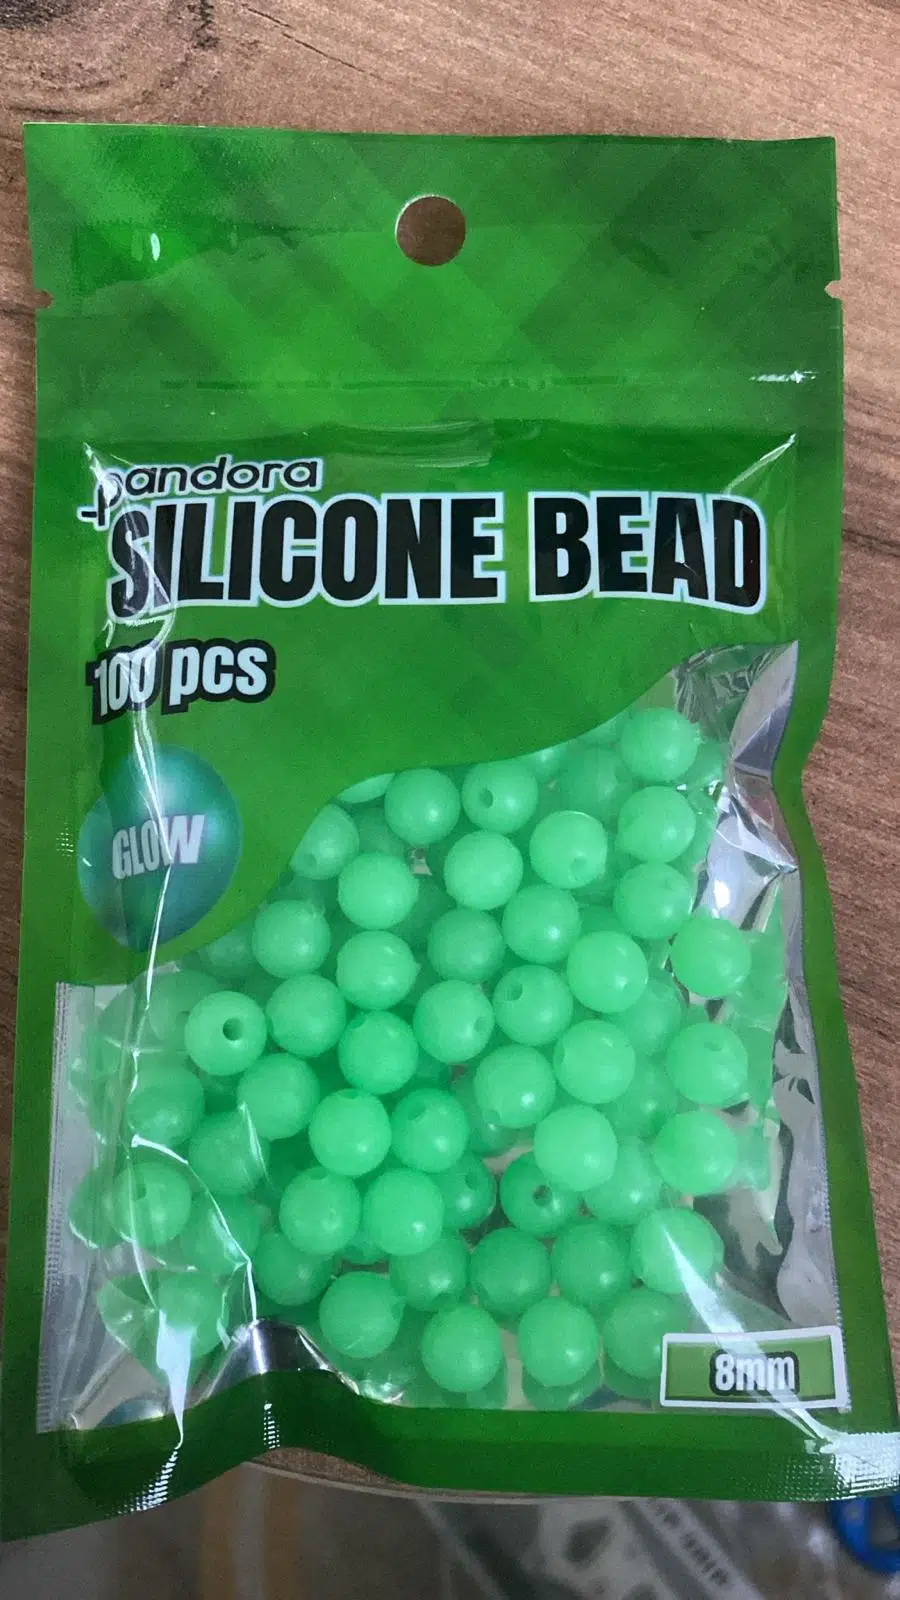 pandora
SILICONE BEAD
100 pcs
GLOW
8mm